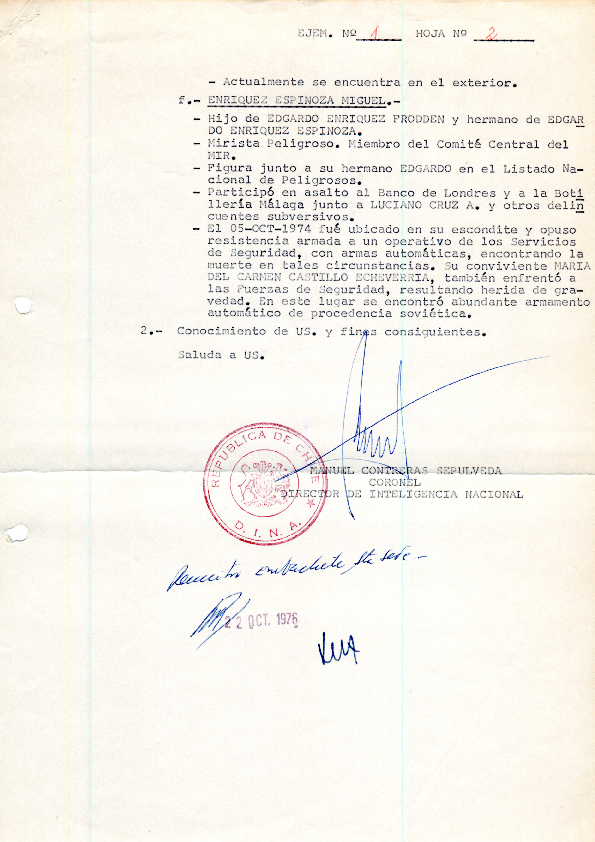 EJEM. Nº 1 HOJA Nº 2
- Actualmente se encuentra en el exterior.
f.- ENRIQUEZ ESPINOZA MIGUEL.-
- Hijo de EDGARDO ENRIQUEZ FRODDEN y hermano de EDGAR
DO ENRIQUEZ ESPINOZA.
- Mirista Peligroso. Miembro del Comité Central del
MIR.
- Figura junto a su hermano EDGARDO en el Listado Na-
cional de Peligrosos.
- Participó en asalto al Banco de Londres y a la Boti
llería Málaga junto a LUCIANO CRUZ A. y otros delin
cuentes subversivos.
- El 05-OCT-1974 fué ubicado en su escondite y opuso
resistencia armada a un operativo de los Servicios
de Seguridad, con armas automáticas, encontrando la
muerte en tales circunstancias. Su conviviente MARIA
DEL CARMEN CASTILLO ECHEVERRIA, también enfrentó a
las Fuerzas de Seguridad, resultando herida de gra-
vedad. En este lugar se encontró abundante armamento
automático de procedencia soviética.
2.- Conocimiento de US. y fines consiguientes.
Saluda a US.
REPUBLICA DE CHILE
D. I. N. A.
MANUEL CONTRERAS SEPULVEDA
CORONEL
DIRECTOR DE INTELIGENCIA NACIONAL
22 OCT. 1976